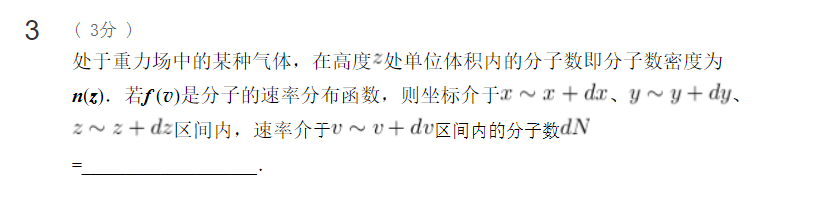 3 （ 3分 ）
处于重力场中的某种气体，在高度z处单位体积内的分子数即分子数密度为
n(z)．若f (v)是分子的速率分布函数，则坐标介于x ~ x + dx、y ~ y + dy、
z ~ z + dz区间内，速率介于v ~ v + dv区间内的分子数dN
=__________________.